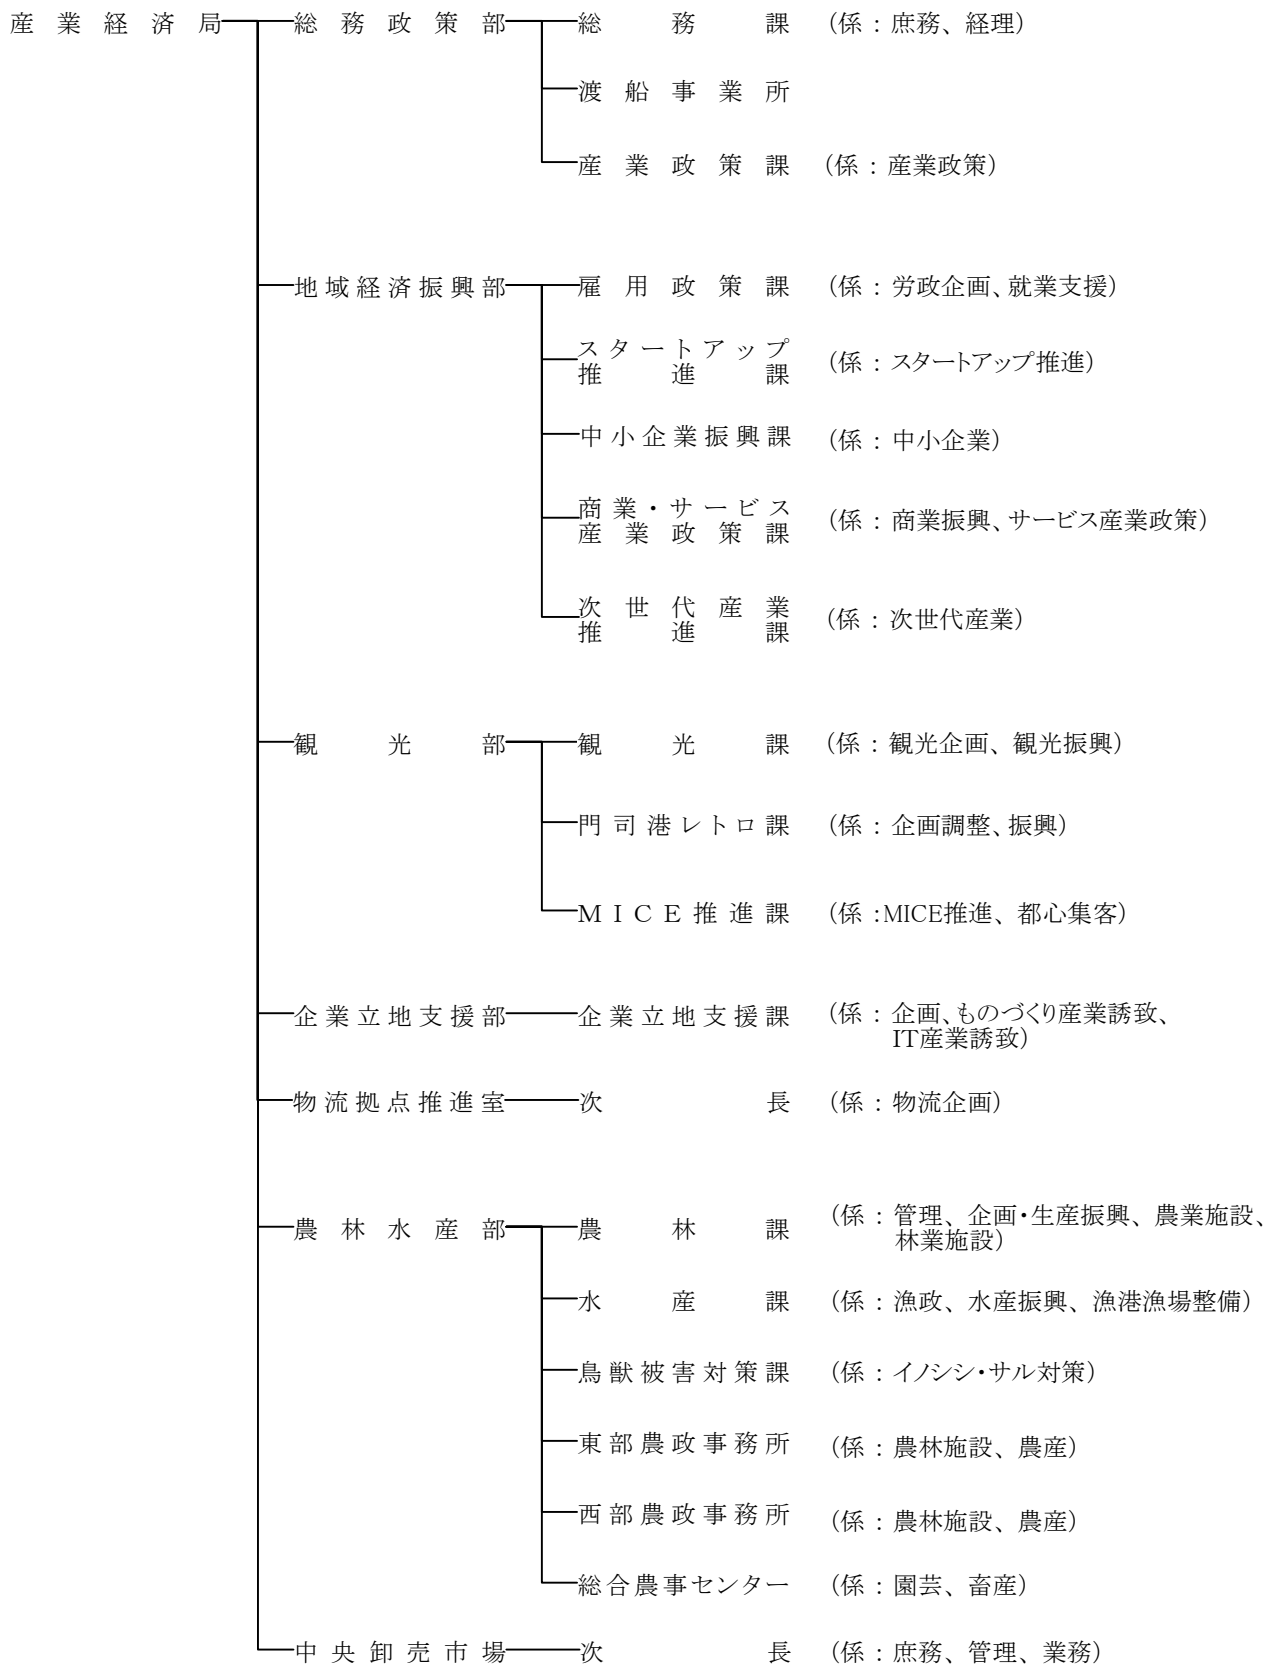 産業経済局 総務政策部 総務課 (係：庶務、経理)
渡船事業所
産業政策課 (係：産業政策)
地域経済振興部 雇用政策課 (係：労政企画、就業支援)
スタートアップ
推進課 (係：スタートアップ推進)
中小企業振興課 (係：中小企業)
商業・サービス
産業政策課 (係：商業振興、サービス産業政策)
次世代産業
推進課 (係：次世代産業)
観光部 観光課 (係：観光企画、観光振興)
門司港レトロ課 (係：企画調整、振興)
ＭＩＣＥ推進課 (係：MICE推進、都心集客)
企業立地支援部 企業立地支援課 (係：企画、ものづくり産業誘致、
IT産業誘致)
物流拠点推進室 次長 (係：物流企画)
農林水産部 農林課 (係：管理、企画・生産振興、農業施設、
林業施設)
水産課 (係：漁政、水産振興、漁港漁場整備)
鳥獣被害対策課 (係：イノシシ・サル対策)
東部農政事務所 (係：農林施設、農産)
西部農政事務所 (係：農林施設、農産)
総合農事センター (係：園芸、畜産)
中央卸売市場 次長 (係：庶務、管理、業務)